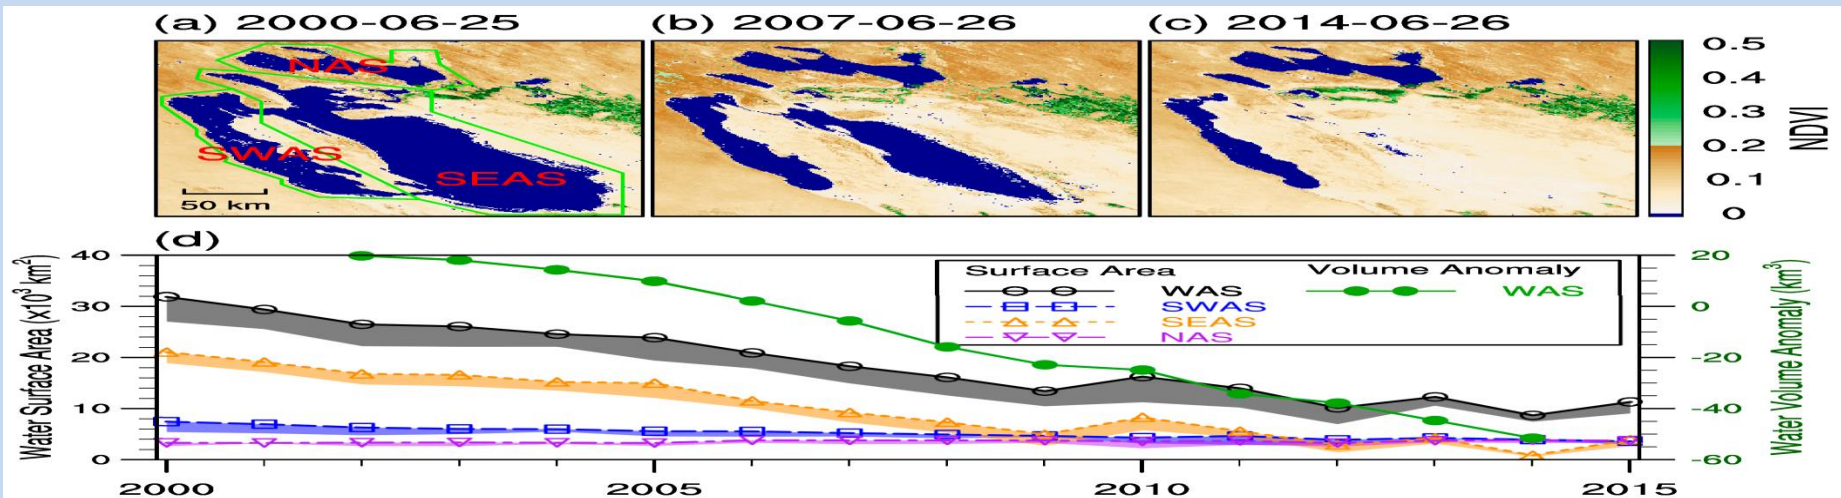 (a) 2000-06-25
(b) 2007-06-26
(c) 2014-06-26
NAS
SWAS
SEAS
50 km
0.5
0.4
0.3
0.2
0.1
0
NDVI
(d)
Water Surface Area (x10³ km²)
40
30
20
10
0
Surface Area
Volume Anomaly
WAS
WAS
SWAS
SEAS
NAS
20
0
-20
-40
-60
Water Volume Anomaly (km³)
2000
2005
2010
2015